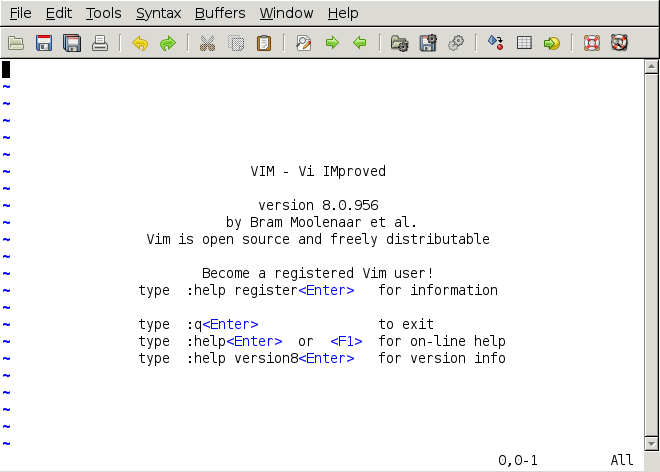 File Edit Tools Syntax Buffers Window Help
~
~
~
~
~
VIM - Vi IMproved
~
~
version 8.0.956
~
by Bram Moolenaar et al.
~
Vim is open source and freely distributable
~
~
Become a registered Vim user!
~
type :help register<Enter> for information
~
~
type :q<Enter> to exit
~
type :help<Enter> or <F1> for on-line help
~
type :help version8<Enter> for version info
~
~
~
~
~
0,0-1 All